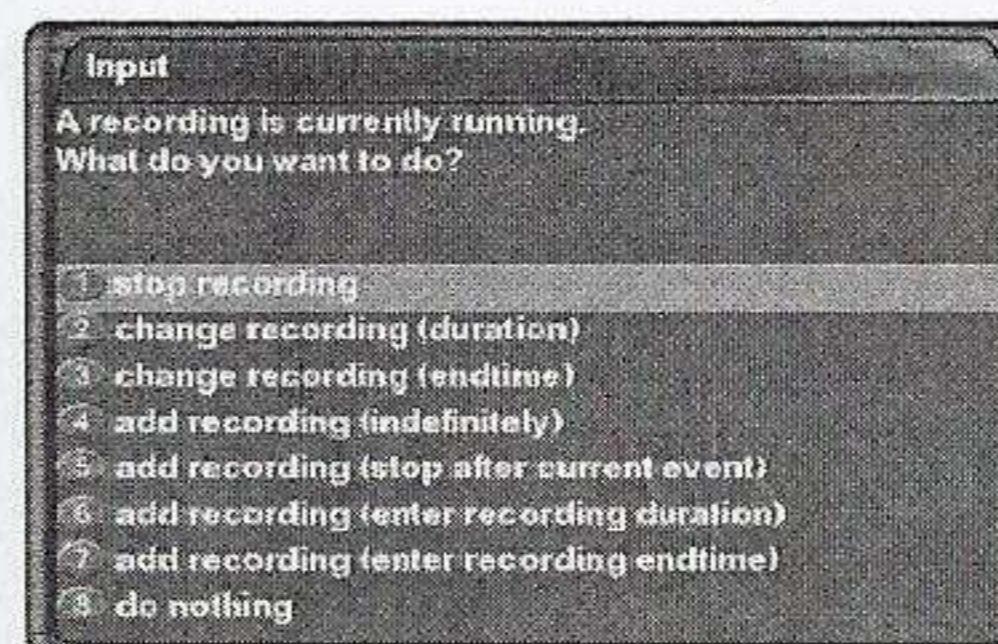 Input
A recording is currently running.
What do you want to do?
1 stop recording
2 change recording (duration)
3 change recording (endtime)
4 add recording (indefinitely)
5 add recording (stop after current event)
6 add recording (enter recording duration)
7 add recording (enter recording endtime)
8 do nothing